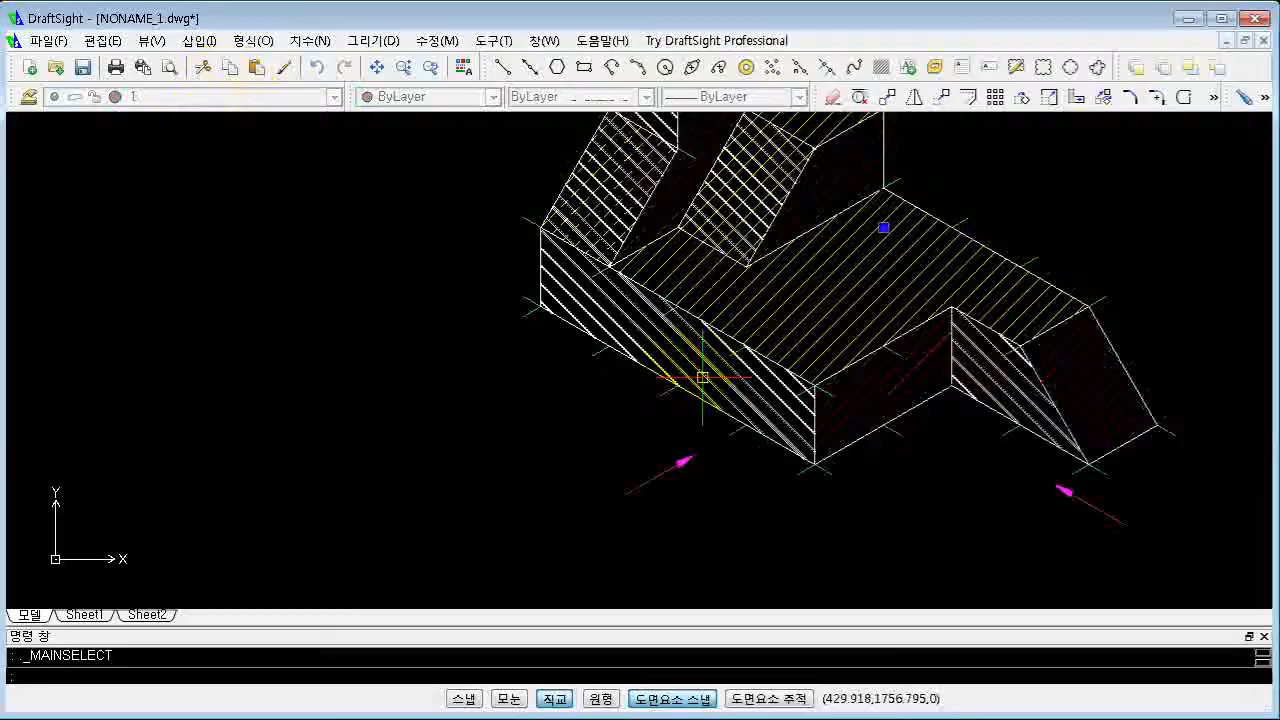 DraftSight - [NONAME_1.dwg*]
파일(F) 편집(E) 뷰(V) 삽입(I) 형식(O) 치수(N) 그리기(D) 수정(M) 도구(T) 창(W) 도움말(H) Try DraftSight Professional
ByLayer ByLayer ByLayer
Y
X
모델 Sheet1 Sheet2
명령 창
: _MAINSELECT
:
스냅 모눈 직교 원형 도면요소 스냅 도면요소 추적 (429.918,1756.795,0)